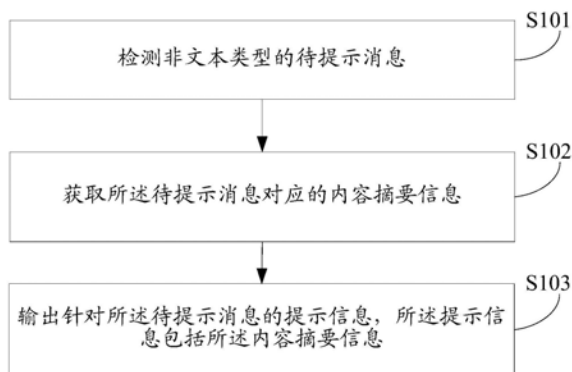 S101
检测非文本类型的待提示消息
S102
获取所述待提示消息对应的内容摘要信息
S103
输出针对所述待提示消息的提示信息，所述提示信
息包括所述内容摘要信息